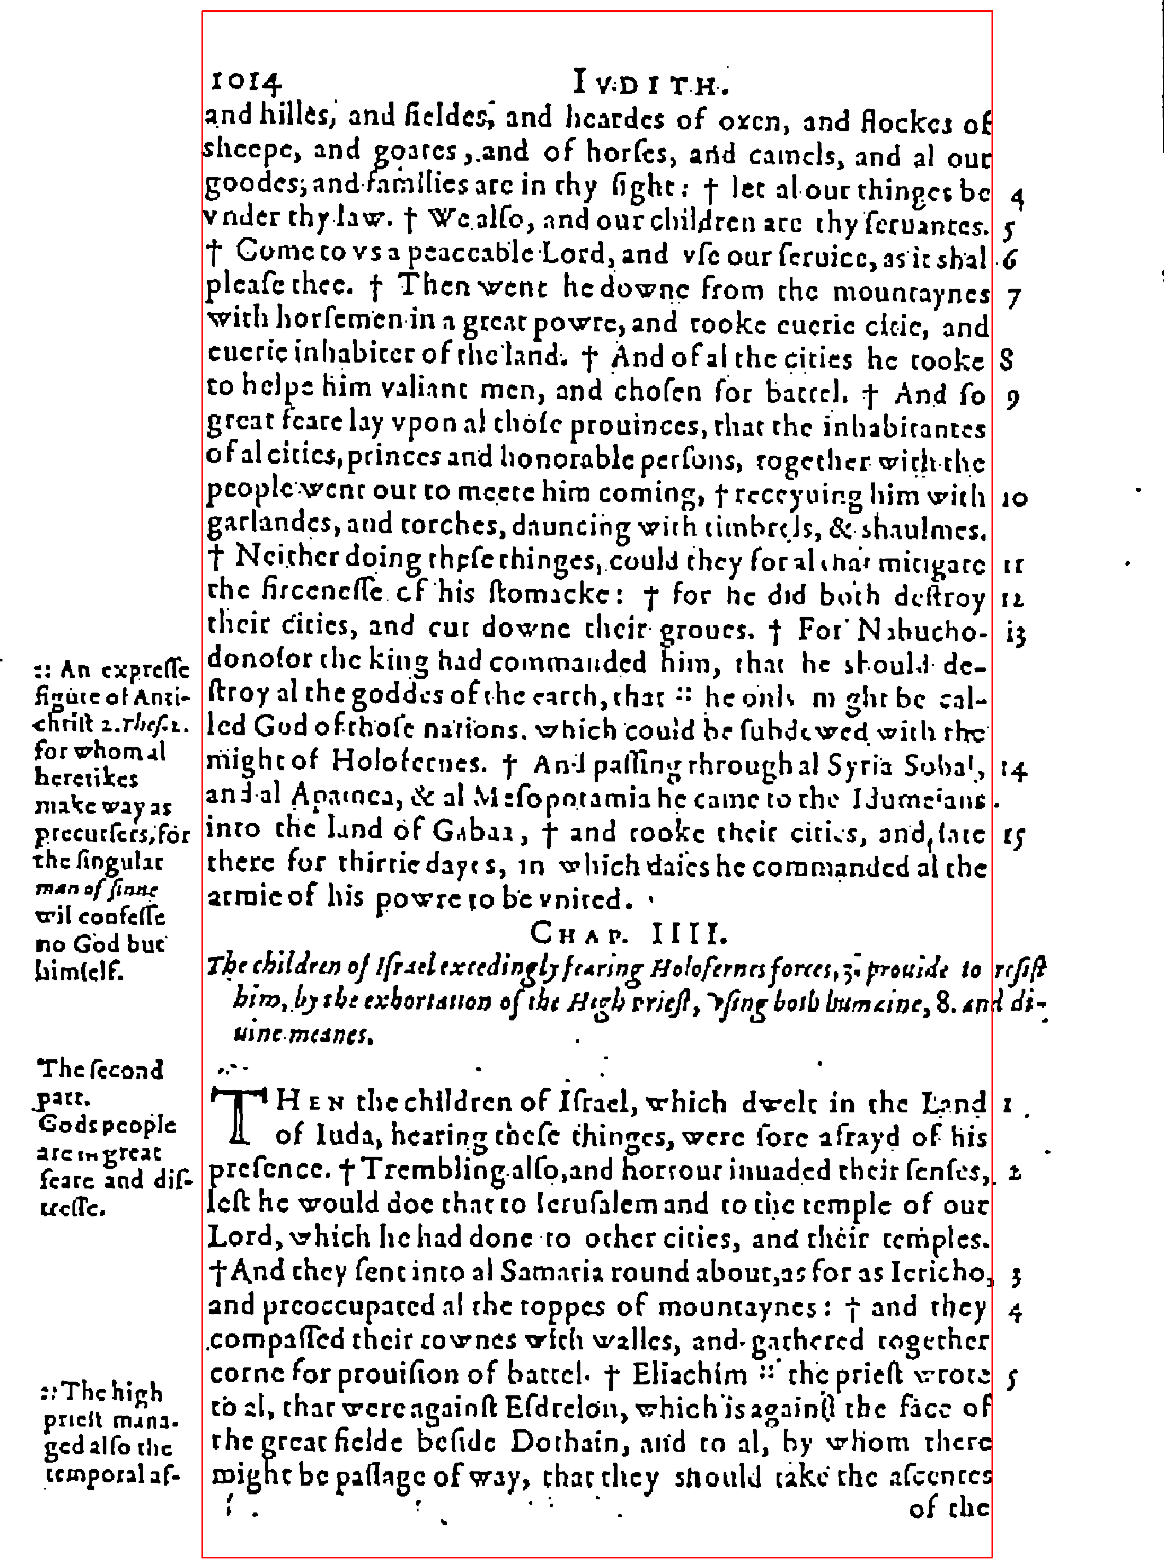 1014 IVDITH.
and hilles, and fieldes, and heardes of oxen, and flockes of
sheepe, and goates, and of horſes, and camels, and al our
goodes, and families are in thy ſight: † let al our thinges be 4
vnder thy law. † We alſo, and our children are thy ſeruantes. 5
† Come to vs a peaceable Lord, and vſe our ſeruice, as it shal 6
pleaſe thee. † Then went he downe from the mountaynes 7
with horſemen in a great powre, and tooke euerie citie, and
euerie inhabiter of the land. † And of al the cities he tooke 8
to helpe him valiant men, and choſen for battel. † And ſo 9
great feare lay vpon al thoſe prouinces, that the inhabitantes
of al cities, princes and honorable perſons, together with the
people went out to meete him coming, † receyuing him with 10
garlandes, and torches, dauncing with timbrels, & shaulmes.
† Neither doing theſe thinges, could they for al that mitigate 11
the firceneſſe of his ſtomacke: † for he did both deſtroy 12
their cities, and cut downe their groues. † For Nabucho- 13
donoſor the king had commanded him, that he should de-
ſtroy al the goddes of the earth, that :: he only might be cal-
led God of thoſe nations, which could be ſubdewed with the
might of Holofernes. † And paſſing through al Syria Sobal, 14
and al Apamea, & al Meſopotamia he came to the Idumeians
into the land of Gabaa, † and tooke their cities, and ſate 15
there for thirtie dayes, in which daies he commanded al the
armie of his powre to be vnited.
:: An expreſſe
figure of Anti-
chriſt 2. Theſ. 2.
for whom al
heretikes
make way as
precurſers, for
the ſingular
man of ſinne
wil confeſſe
no God but
himſelf.
CHAP. IIII.
The children of Iſrael excedingly fearing Holofernes forces, 3. prouide to reſiſt
him, by the exhortation of the High prieſt, vſing both humaine, 8. and di-
uine meanes.
The ſecond
part.
Gods people
are in great
feare and diſ-
treſſe.
THEN the children of Iſrael, which dwelt in the Land 1
of Iuda, hearing theſe thinges, were ſore afrayd of his
preſence. † Trembling alſo, and horrour inuaded their ſenſes, 2
leſt he would doe that to Ieruſalem and to the temple of our
Lord, which he had done to other cities, and their temples.
† And they ſent into al Samaria round about, as for as Iericho, 3
and preoccupated al the toppes of mountaynes: † and they 4
compaſſed their townes with walles, and gathered together
corne for prouiſion of battel. † Eliachim :: the prieſt wrote 5
to al, that were againſt Eſdrelon, which is againſt the face of
the great fielde beſide Dothain, and to al, by whom there
might be paſſage of way, that they should take the aſcentes
:: The high
prieſt mana-
ged alſo the
temporal af-
of the